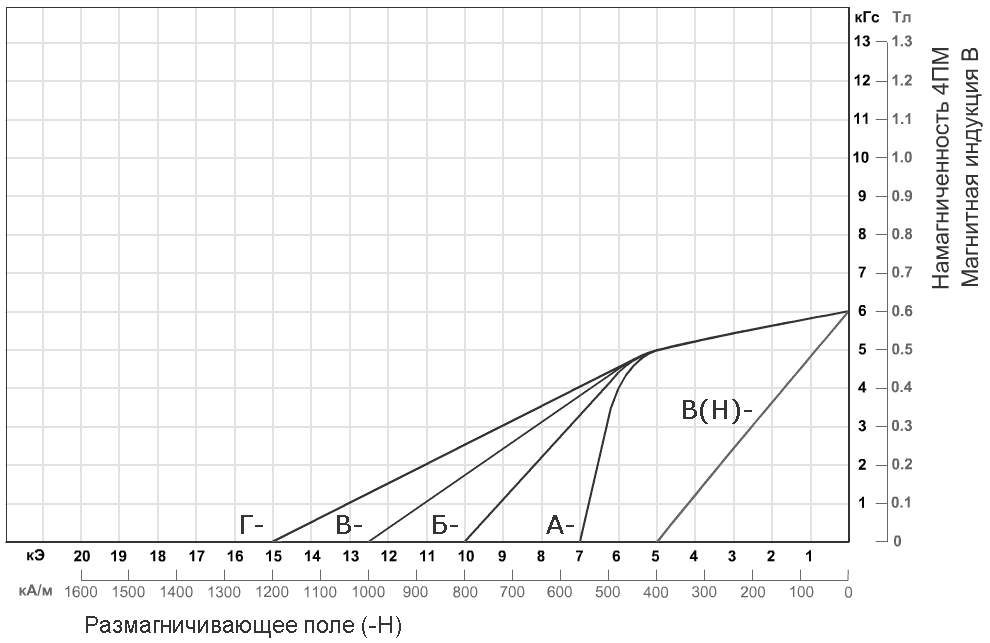 кГс Тл
13 1.3
12 1.2
11 1.1
10 1.0
9 0.9
8 0.8
7 0.7
6 0.6
5 0.5
4 0.4
3 0.3
2 0.2
1 0.1
0
Намагниченность 4ПМ
Магнитная индукция В
В(Н)-
Г- В- Б- А-
кЭ 20 19 18 17 16 15 14 13 12 11 10 9 8 7 6 5 4 3 2 1
кА/м 1600 1500 1400 1300 1200 1100 1000 900 800 700 600 500 400 300 200 100 0
Размагничивающее поле (-Н)